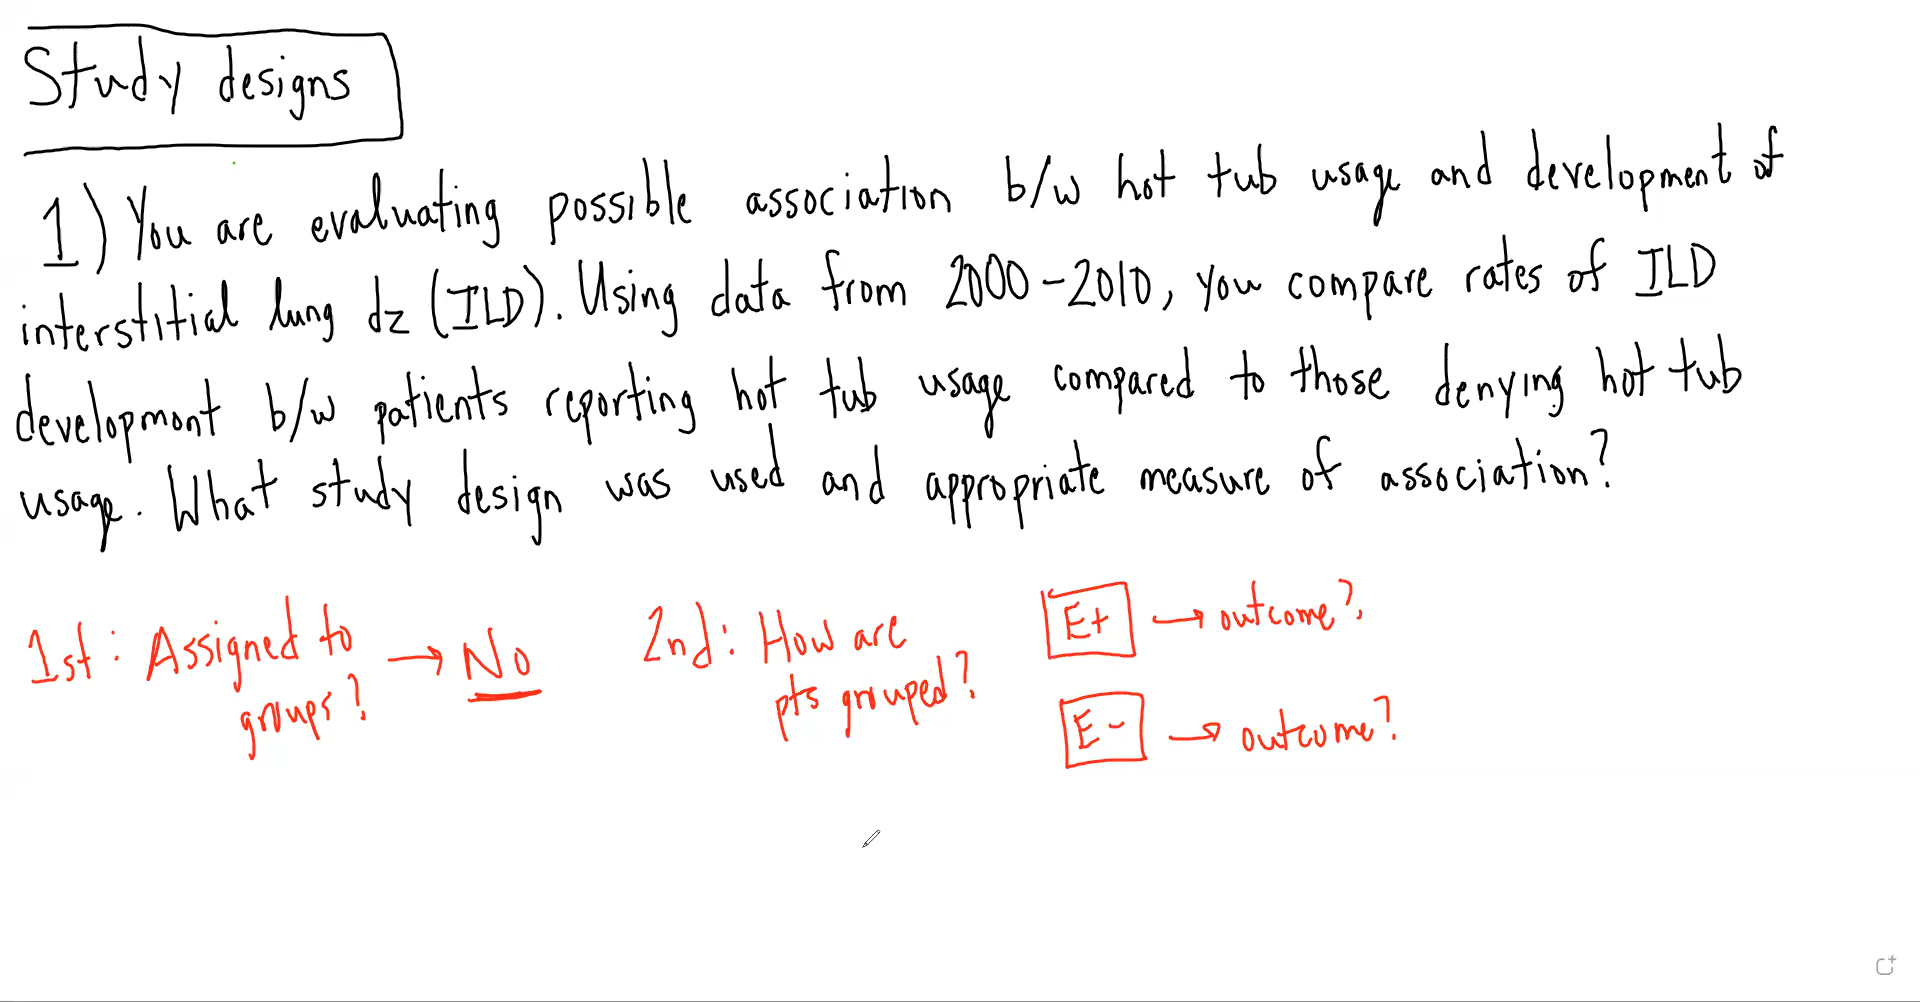 Study designs
1) You are evaluating possible association b/w hot tub usage and development of
interstitial lung dz (ILD). Using data from 2000-2010, you compare rates of ILD
development b/w patients reporting hot tub usage compared to those denying hot tub
usage. What study design was used and appropriate measure of association?
1st: Assigned to
groups? → No
2nd: How are
pts grouped?
E+ → outcome?
E- → outcome?